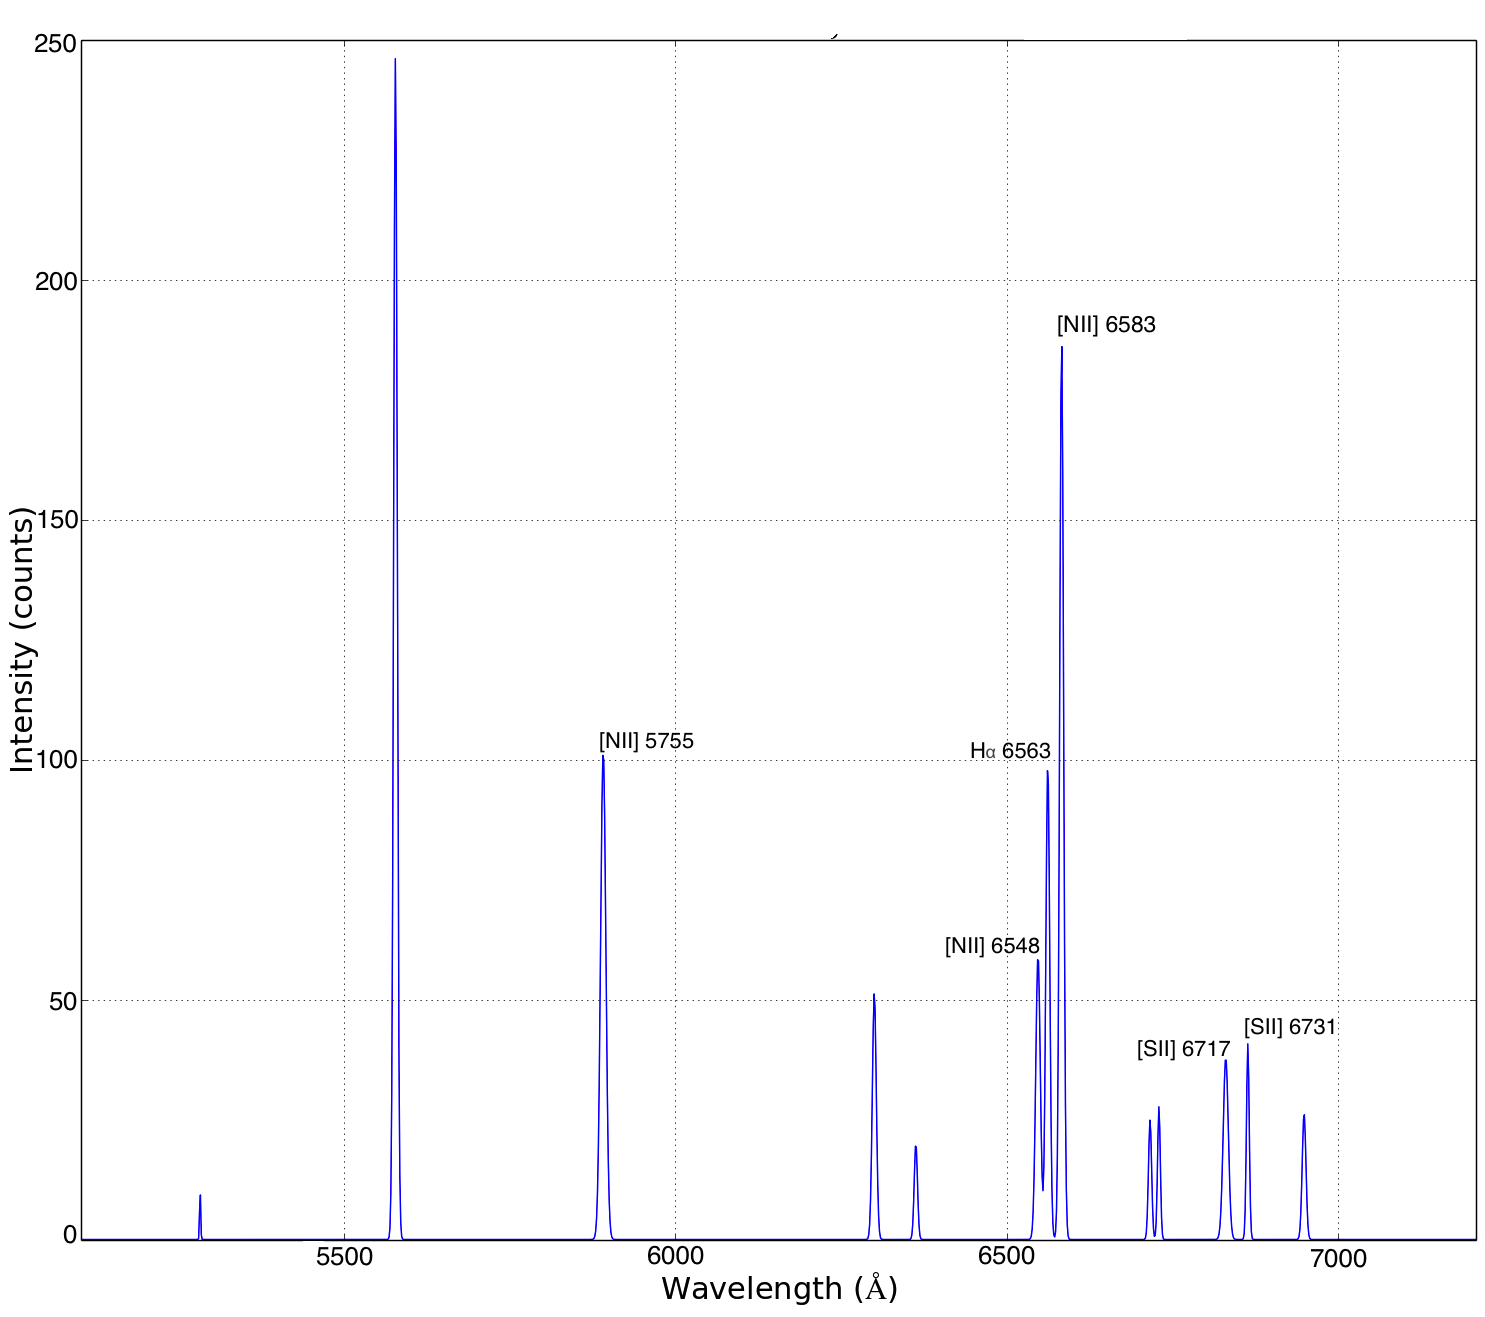 250
200
[NII] 6583
150
[NII] 5755
Hα 6563
100
[NII] 6548
50
[SII] 6731
[SII] 6717
0
5500
6000
6500
7000
Wavelength (Å)
Intensity (counts)